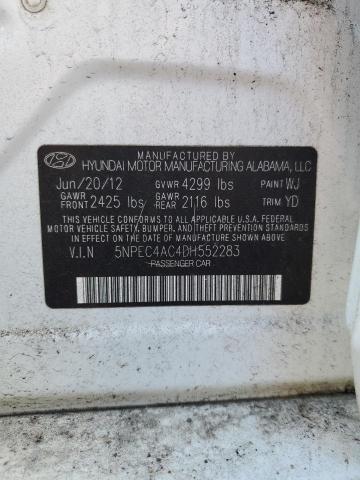 MANUFACTURED BY
HYUNDAI MOTOR MANUFACTURING ALABAMA, LLC
Jun/20/12 GVWR 4299 lbs PAINT WJ
GAWR FRONT 2425 lbs GAWR REAR 2116 lbs TRIM YD
THIS VEHICLE CONFORMS TO ALL APPLICABLE U.S. FEDERAL
MOTOR VEHICLE SAFETY, BUMPER, AND THEFT PREVENTION
STANDARDS IN EFFECT ON THE DATE OF MANUFACTURE SHOWN ABOVE.
V.I.N 5NPEC4AC4DH552283
PASSENGER CAR